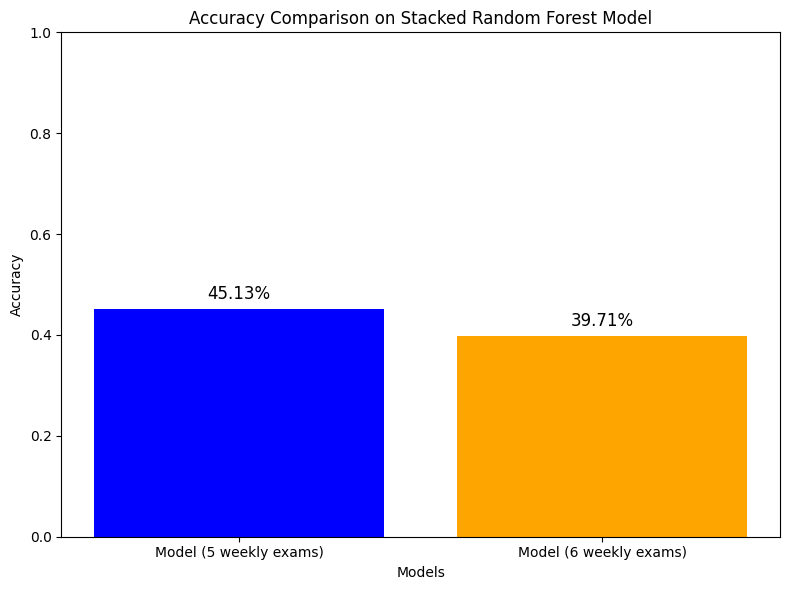 Accuracy Comparison on Stacked Random Forest Model
1.0
0.8
0.6
0.4
0.2
0.0
Accuracy
45.13%
39.71%
Model (5 weekly exams)
Model (6 weekly exams)
Models